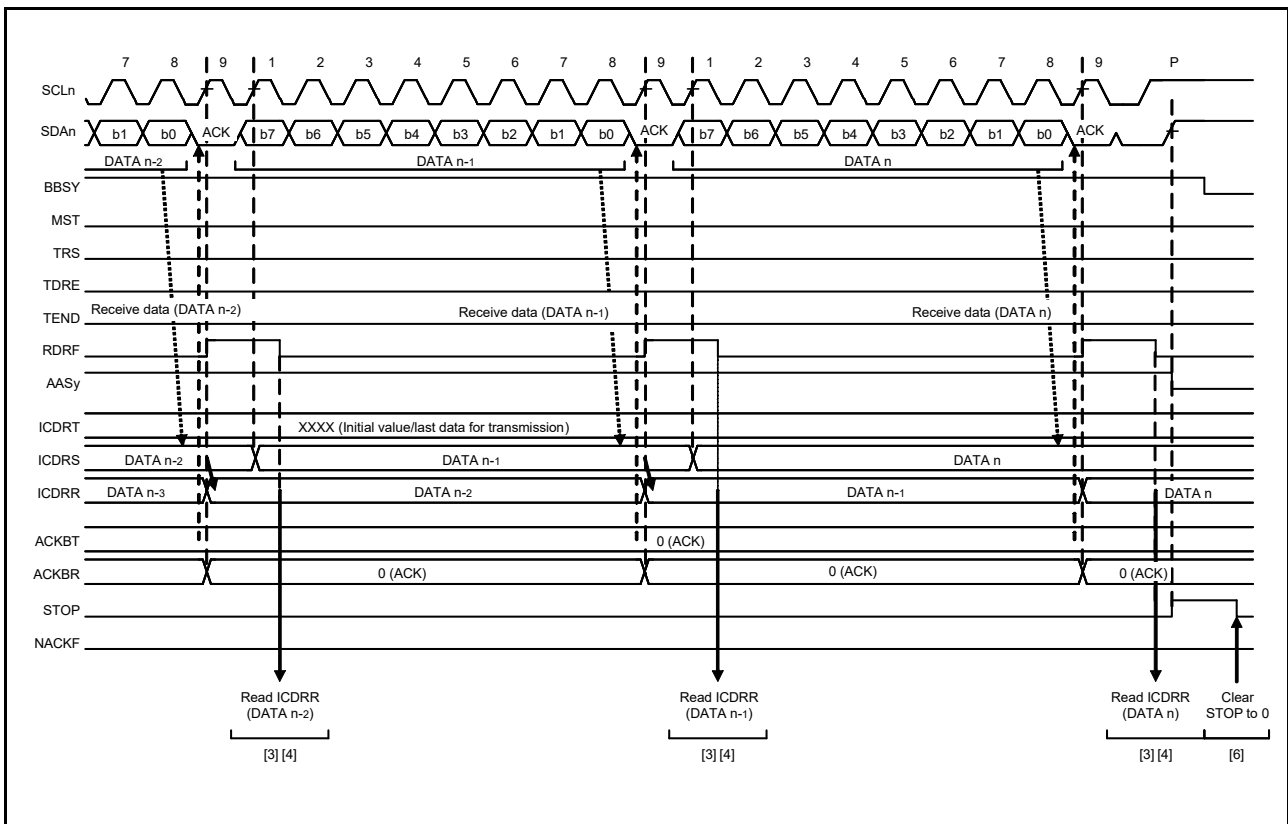 7 8 9 1 2 3 4 5 6 7 8 9 1 2 3 4 5 6 7 8 9 P
SCLn
SDAn b1 b0 ACK b7 b6 b5 b4 b3 b2 b1 b0 ACK b7 b6 b5 b4 b3 b2 b1 b0 ACK
DATA n-2 DATA n-1 DATA n
BBSY
MST
TRS
TDRE
Receive data (DATA n-2) Receive data (DATA n-1) Receive data (DATA n)
TEND
RDRF
AASy
ICDRT XXXX (Initial value/last data for transmission)
ICDRS DATA n-2 DATA n-1 DATA n
ICDRR DATA n-3 DATA n-2 DATA n-1 DATA n
ACKBT 0 (ACK)
ACKBR 0 (ACK) 0 (ACK) 0 (ACK)
STOP
NACKF
Read ICDRR Read ICDRR Read ICDRR Clear
(DATA n-2) (DATA n-1) (DATA n) STOP to 0
[3] [4] [3] [4] [3] [4] [6]